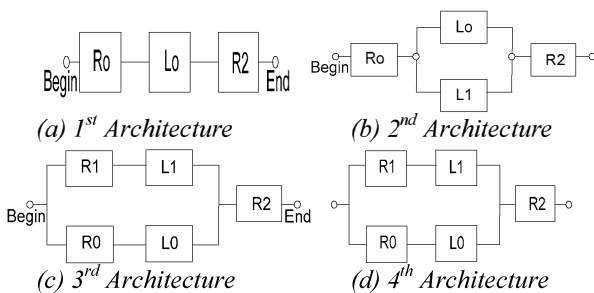 Ro Lo R2
Begin End
(a) 1st Architecture
Lo
Begin Ro R2
L1
(b) 2nd Architecture
R1 L1
Begin R2 End
R0 L0
(c) 3rd Architecture
R1 L1
R2
R0 L0
(d) 4th Architecture